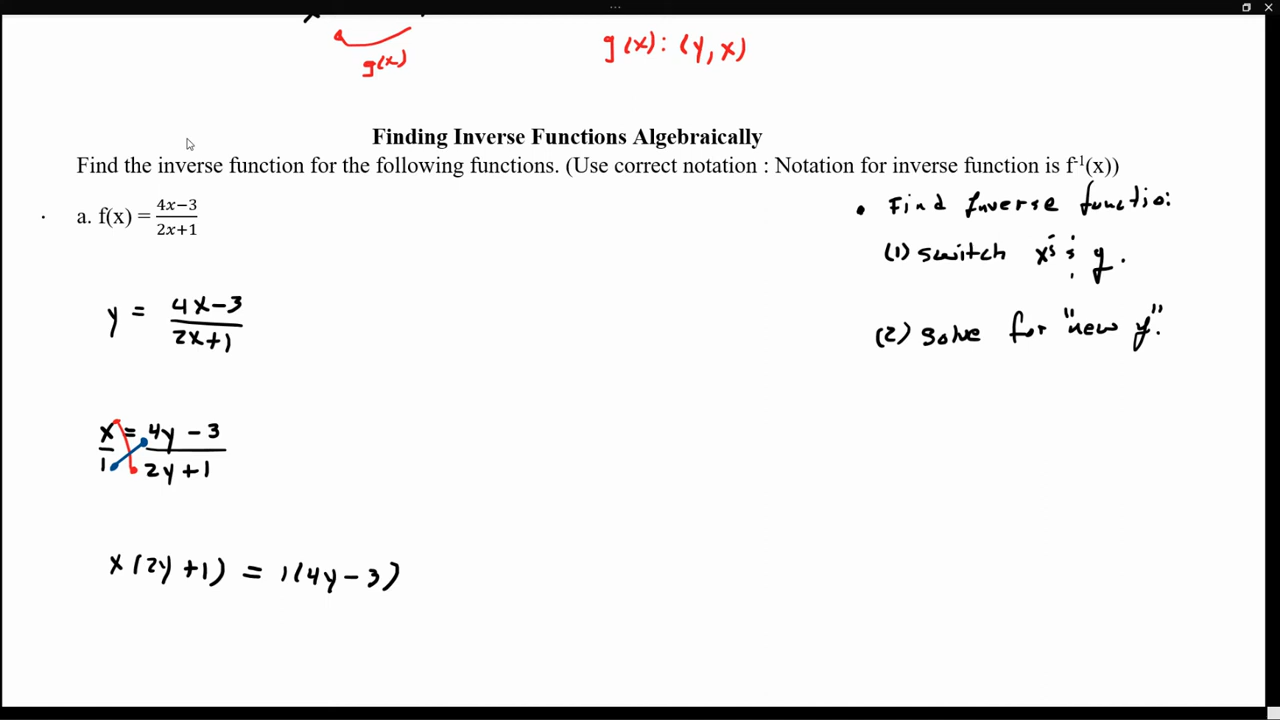 g(x)
g(x): (y, x)
Finding Inverse Functions Algebraically
Find the inverse function for the following functions. (Use correct notation : Notation for inverse function is f⁻¹(x))
a. f(x) = (4x−3)/(2x+1)
• Find Inverse functio:
(1) switch x's ; y.
(2) Solve for "new y".
y = (4x−3)/(2x+1)
x/1 = (4y − 3)/(2y + 1)
x(2y + 1) = 1(4y − 3)